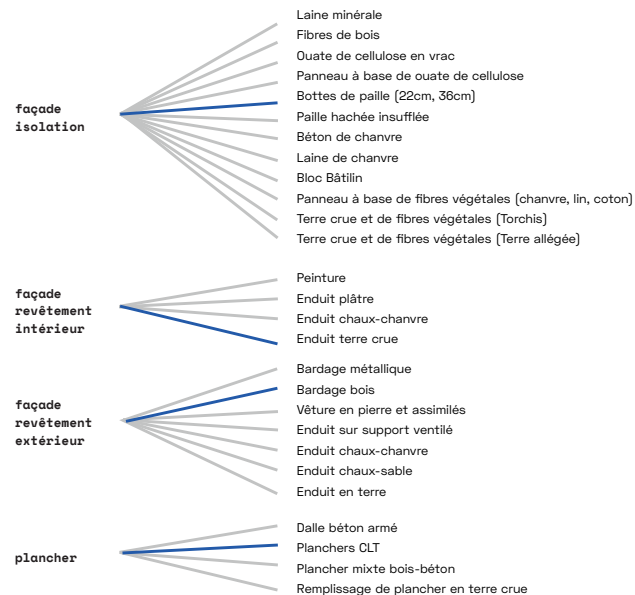 façade
isolation
Laine minérale
Fibres de bois
Ouate de cellulose en vrac
Panneau à base de ouate de cellulose
Bottes de paille (22cm, 36cm)
Paille hachée insufflée
Béton de chanvre
Laine de chanvre
Bloc Bâtilin
Panneau à base de fibres végétales (chanvre, lin, coton)
Terre crue et de fibres végétales (Torchis)
Terre crue et de fibres végétales (Terre allégée)
façade
revêtement
intérieur
Peinture
Enduit plâtre
Enduit chaux-chanvre
Enduit terre crue
façade
revêtement
extérieur
Bardage métallique
Bardage bois
Vêture en pierre et assimilés
Enduit sur support ventilé
Enduit chaux-chanvre
Enduit chaux-sable
Enduit en terre
plancher
Dalle béton armé
Planchers CLT
Plancher mixte bois-béton
Remplissage de plancher en terre crue